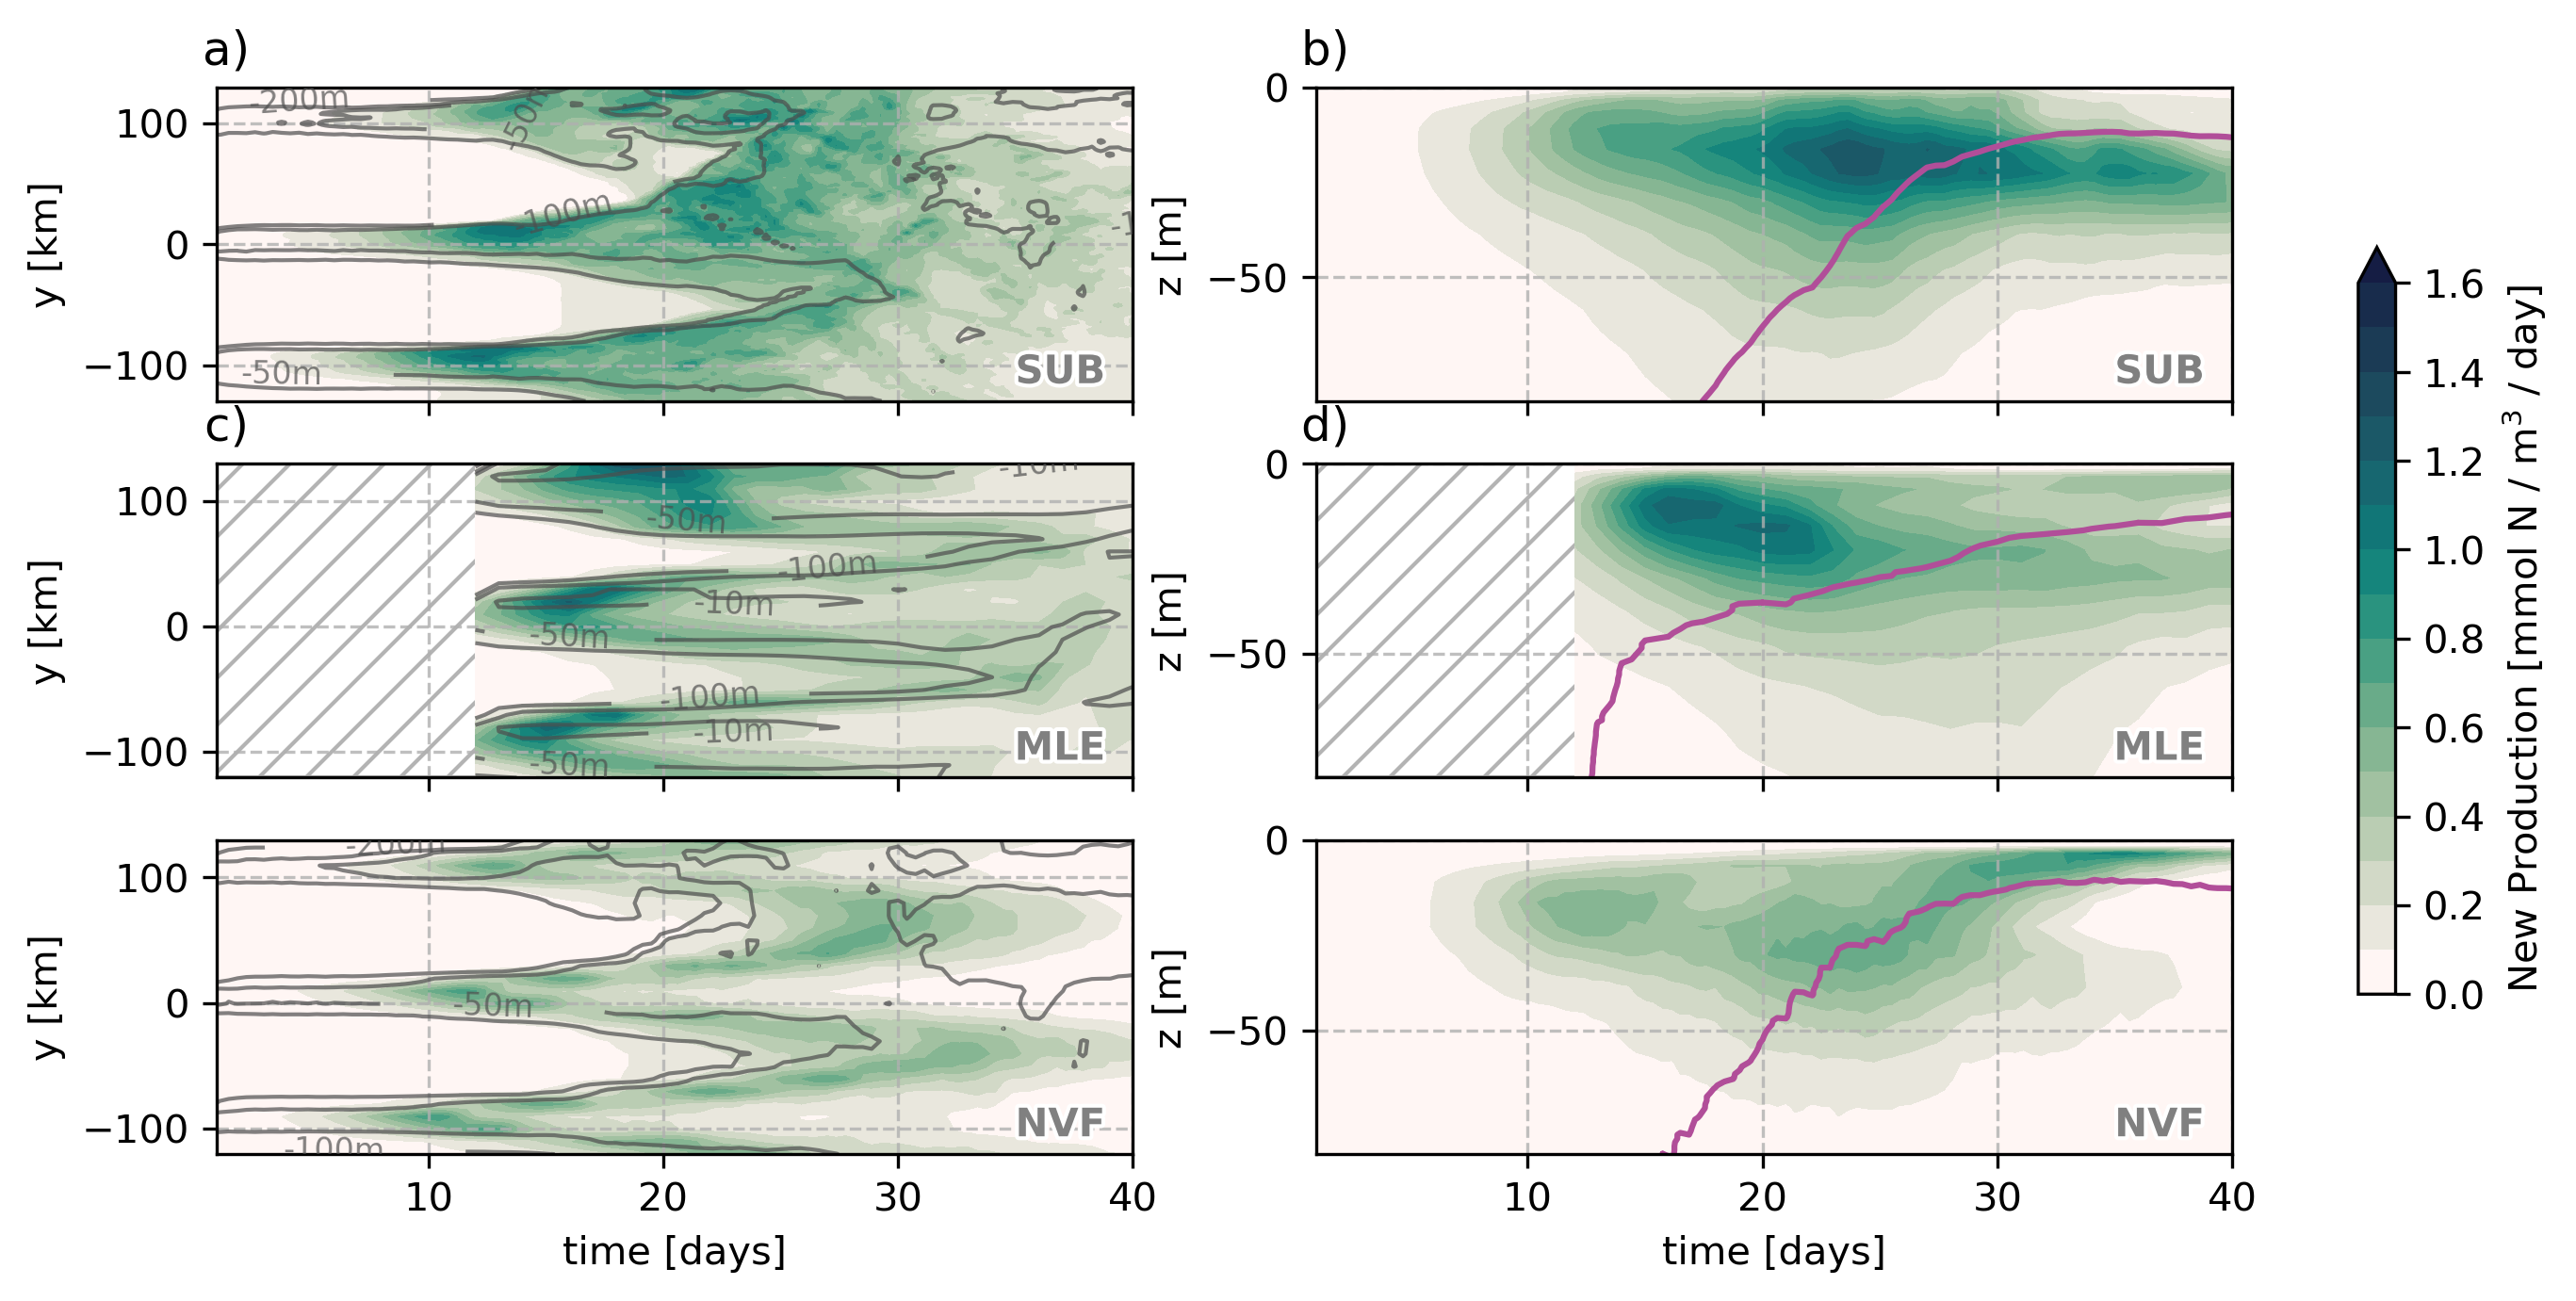 a)
-200m
-50m
100
-100m
0
-50m
−100
y [km]
SUB
b)
0
−50
z [m]
SUB
c)
-10m
100
-50m
-100m
-10m
0
-50m
-100m
-10m
−100
-50m
y [km]
MLE
d)
0
−50
z [m]
MLE
-200m
100
0
-50m
−100
-100m
y [km]
NVF
10
20
30
40
time [days]
0
−50
z [m]
NVF
10
20
30
40
time [days]
1.6
1.4
1.2
1.0
0.8
0.6
0.4
0.2
0.0
New Production [mmol N / m³ / day]